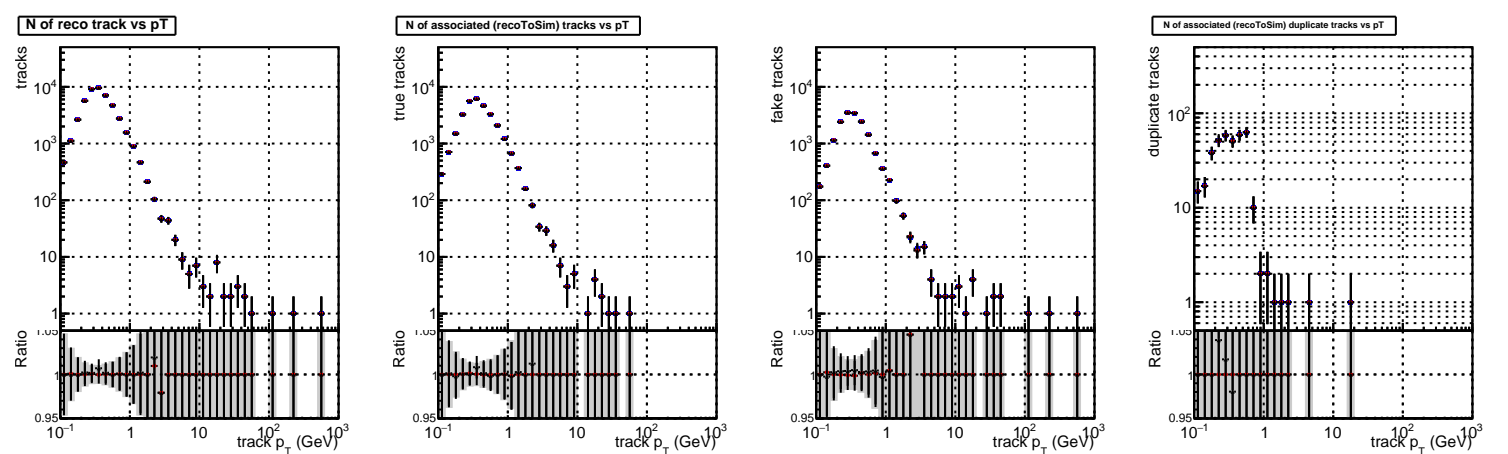 N of reco track vs pT
tracks
10^4
10^3
10^2
10
1
Ratio
1.05
1
0.95
10^-1 1 10 10^2 10^3
track p_T (GeV)
N of associated (recoToSim) tracks vs pT
true tracks
10^4
10^3
10^2
10
1
Ratio
1.05
1
0.95
10^-1 1 10 10^2 10^3
track p_T (GeV)
fake tracks
10^4
10^3
10^2
10
1
Ratio
1.05
1
0.95
10^-1 1 10 10^2 10^3
track p_T (GeV)
N of associated (recoToSim) duplicate tracks vs pT
duplicate tracks
10^2
10
1
Ratio
1.05
1
0.95
10^-1 1 10 10^2 10^3
track p_T (GeV)